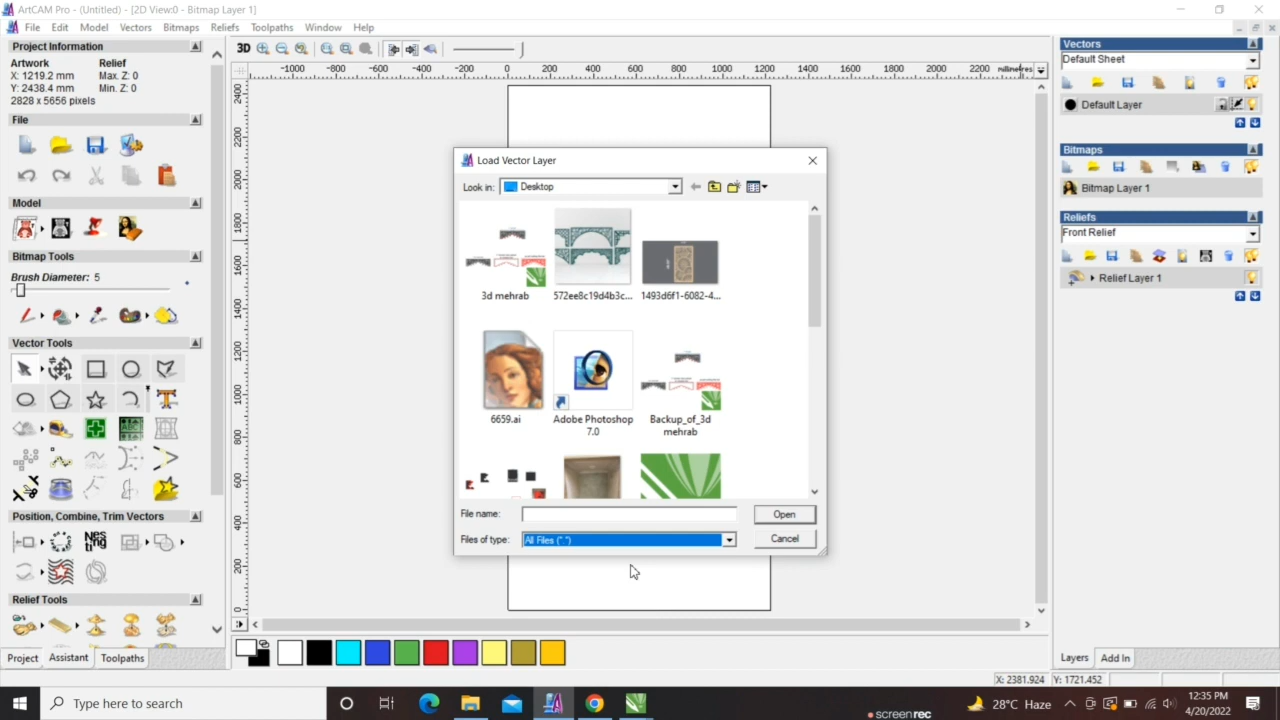 ArtCAM Pro - (Untitled) - [2D View:0 - Bitmap Layer 1]
File Edit Model Vectors Bitmaps Reliefs Toolpaths Window Help
Project Information
Artwork Relief
X: 1219.2 mm Max. Z: 0
Y: 2438.4 mm Min. Z: 0
2828 x 5656 pixels
File
Model
Bitmap Tools
Brush Diameter: 5
Vector Tools
Position, Combine, Trim Vectors
NES
ting
Relief Tools
Project Assistant Toolpaths
3D
-1000 -800 -600 -400 -200 0 200 400 600 800 1000 1200 1400 1600 1800 2000 2200 millimetres
2400
2200
2000
1800
1600
1400
1200
1000
800
600
400
200
0
Load Vector Layer
Look in: Desktop
3d mehrab 572ee8c19d4b3c... 1493d6f1-6082-4...
6659.ai Adobe Photoshop 7.0 Backup_of_3d mehrab
File name: Open
Files of type: All Files (*.*) Cancel
Vectors
Default Sheet
Default Layer
Bitmaps
Bitmap Layer 1
Reliefs
Front Relief
Relief Layer 1
Layers Add In
X: 2381.924 Y: 1721.452
Type here to search
28°C Haze
12:35 PM
4/20/2022
screenrec